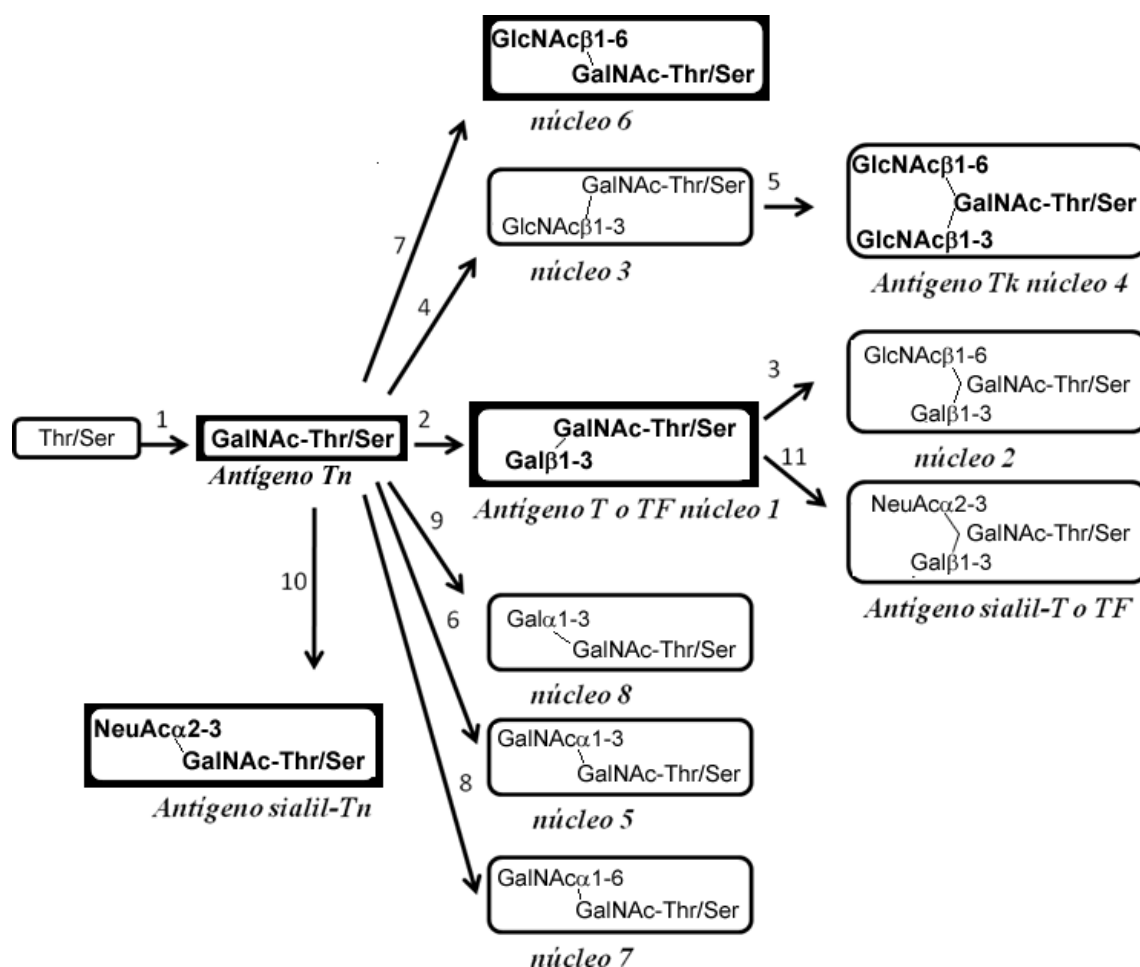 GlcNAcβ1-6
GalNAc-Thr/Ser
núcleo 6
7
GalNAc-Thr/Ser
GlcNAcβ1-3
núcleo 3
4
5
GlcNAcβ1-6
GalNAc-Thr/Ser
GlcNAcβ1-3
Antígeno Tk núcleo 4
Thr/Ser
1
GalNAc-Thr/Ser
Antígeno Tn
2
GalNAc-Thr/Ser
Galβ1-3
Antígeno T o TF núcleo 1
3
GlcNAcβ1-6
GalNAc-Thr/Ser
Galβ1-3
núcleo 2
11
NeuAcα2-3
GalNAc-Thr/Ser
Galβ1-3
Antígeno sialil-T o TF
9
Galα1-3
GalNAc-Thr/Ser
núcleo 8
10
6
NeuAcα2-3
GalNAc-Thr/Ser
Antígeno sialil-Tn
GalNAcα1-3
GalNAc-Thr/Ser
núcleo 5
8
GalNAcα1-6
GalNAc-Thr/Ser
núcleo 7